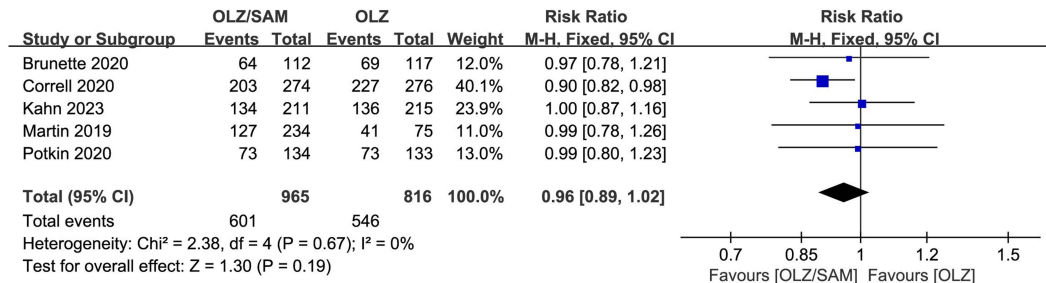 OLZ/SAM OLZ Risk Ratio Risk Ratio
Study or Subgroup Events Total Events Total Weight M-H, Fixed, 95% CI M-H, Fixed, 95% CI
Brunette 2020 64 112 69 117 12.0% 0.97 [0.78, 1.21]
Correll 2020 203 274 227 276 40.1% 0.90 [0.82, 0.98]
Kahn 2023 134 211 136 215 23.9% 1.00 [0.87, 1.16]
Martin 2019 127 234 41 75 11.0% 0.99 [0.78, 1.26]
Potkin 2020 73 134 73 133 13.0% 0.99 [0.80, 1.23]
Total (95% CI) 965 816 100.0% 0.96 [0.89, 1.02]
Total events 601 546
Heterogeneity: Chi² = 2.38, df = 4 (P = 0.67); I² = 0%
Test for overall effect: Z = 1.30 (P = 0.19)
0.7 0.85 1 1.2 1.5
Favours [OLZ/SAM] Favours [OLZ]